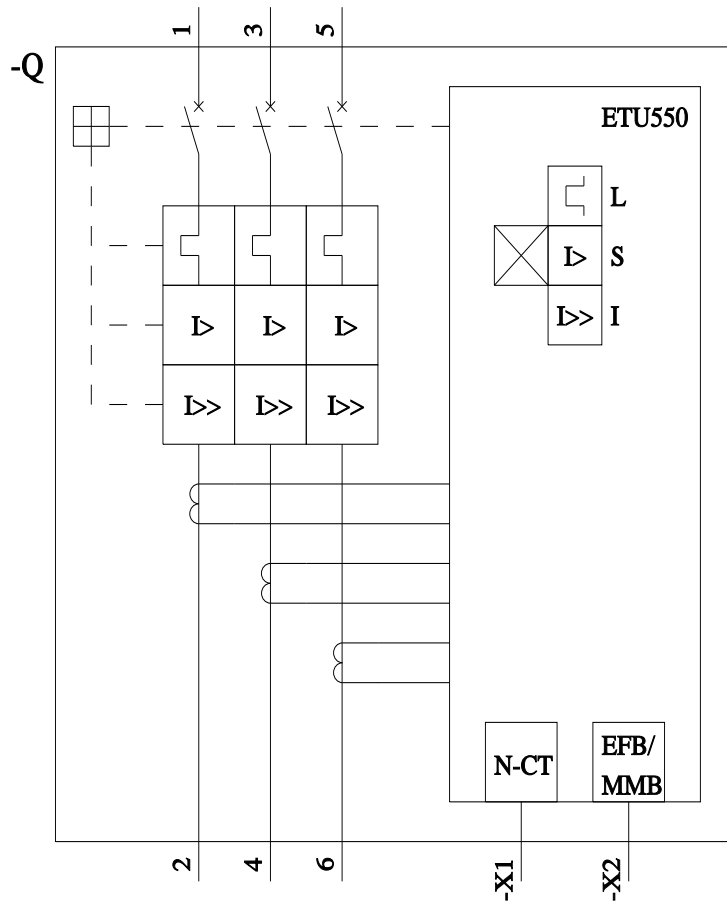 1 3 5
-Q
ETU550
L
I> S
I>> I
I> I> I>
I>> I>> I>>
N-CT
EFB/
MMB
2 4 6 -X1 -X2